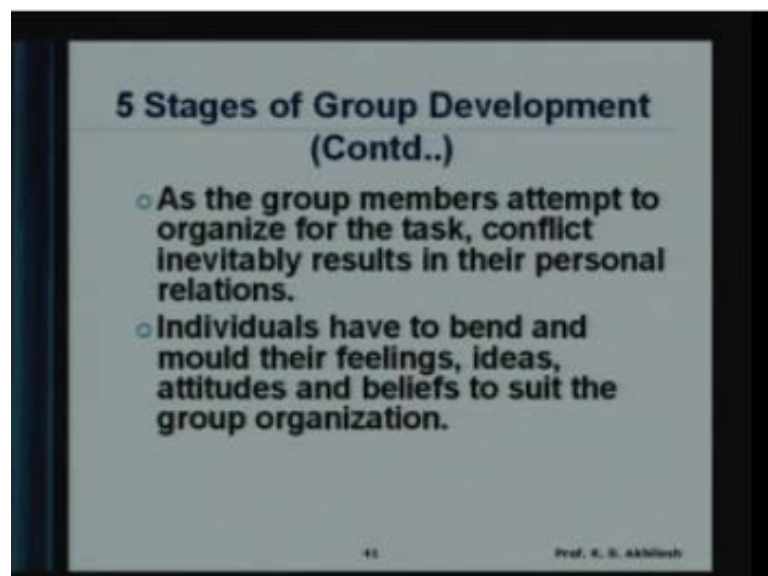 5 Stages of Group Development
(Contd..)
As the group members attempt to
organize for the task, conflict
inevitably results in their personal
relations.
Individuals have to bend and
mould their feelings, ideas,
attitudes and beliefs to suit the
group organization.
41
Prof. K. B. Akhilesh